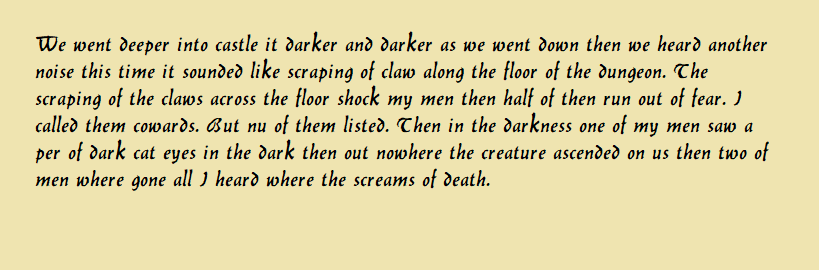 We went deeper into castle it darker and darker as we went down then we heard another
noise this time it sounded like scraping of claw along the floor of the dungeon. The
scraping of the claws across the floor shock my men then half of then run out of fear. I
called them cowards. But nu of them listed. Then in the darkness one of my men saw a
per of dark cat eyes in the dark then out nowhere the creature ascended on us then two of
men where gone all I heard where the screams of death.